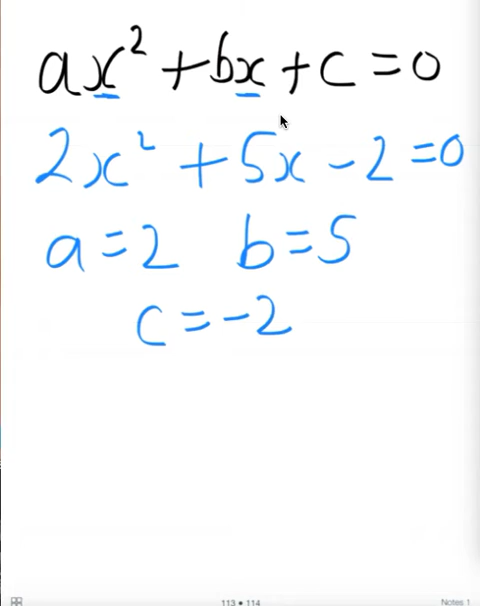 ax² + bx + c = 0
2x² + 5x - 2 = 0
a = 2 b = 5
c = -2
113 • 114 Notes 1